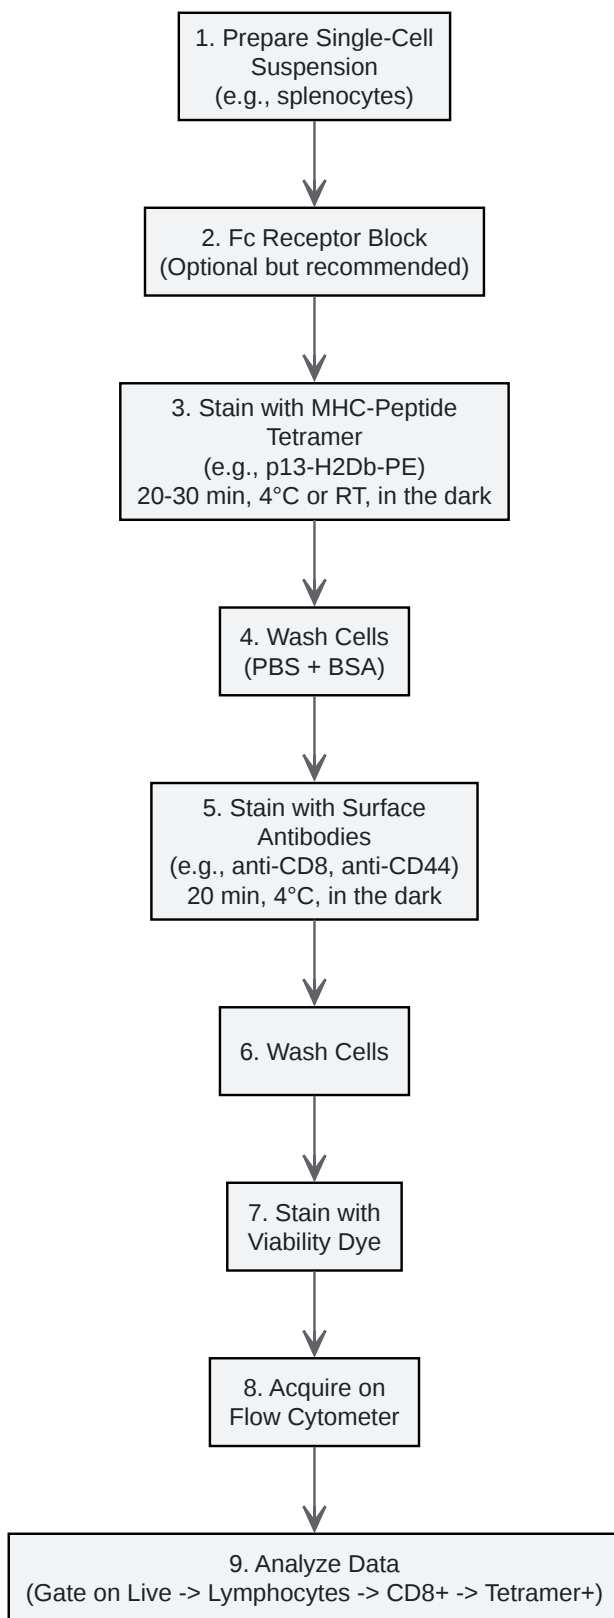 1. Prepare Single-Cell
Suspension
(e.g., splenocytes)
2. Fc Receptor Block
(Optional but recommended)
3. Stain with MHC-Peptide
Tetramer
(e.g., p13-H2Db-PE)
20-30 min, 4°C or RT, in the dark
4. Wash Cells
(PBS + BSA)
5. Stain with Surface
Antibodies
(e.g., anti-CD8, anti-CD44)
20 min, 4°C, in the dark
6. Wash Cells
7. Stain with
Viability Dye
8. Acquire on
Flow Cytometer
9. Analyze Data
(Gate on Live -> Lymphocytes -> CD8+ -> Tetramer+)